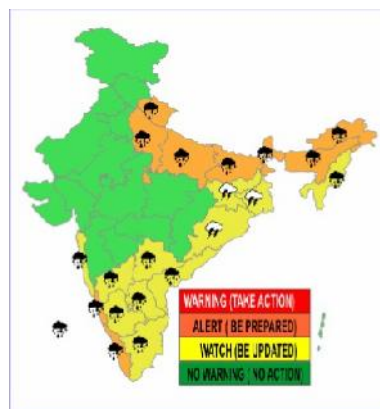 WARNING (TAKE ACTION)
ALERT (BE PREPARED)
WATCH (BE UPDATED)
NO WARNING (NO ACTION)